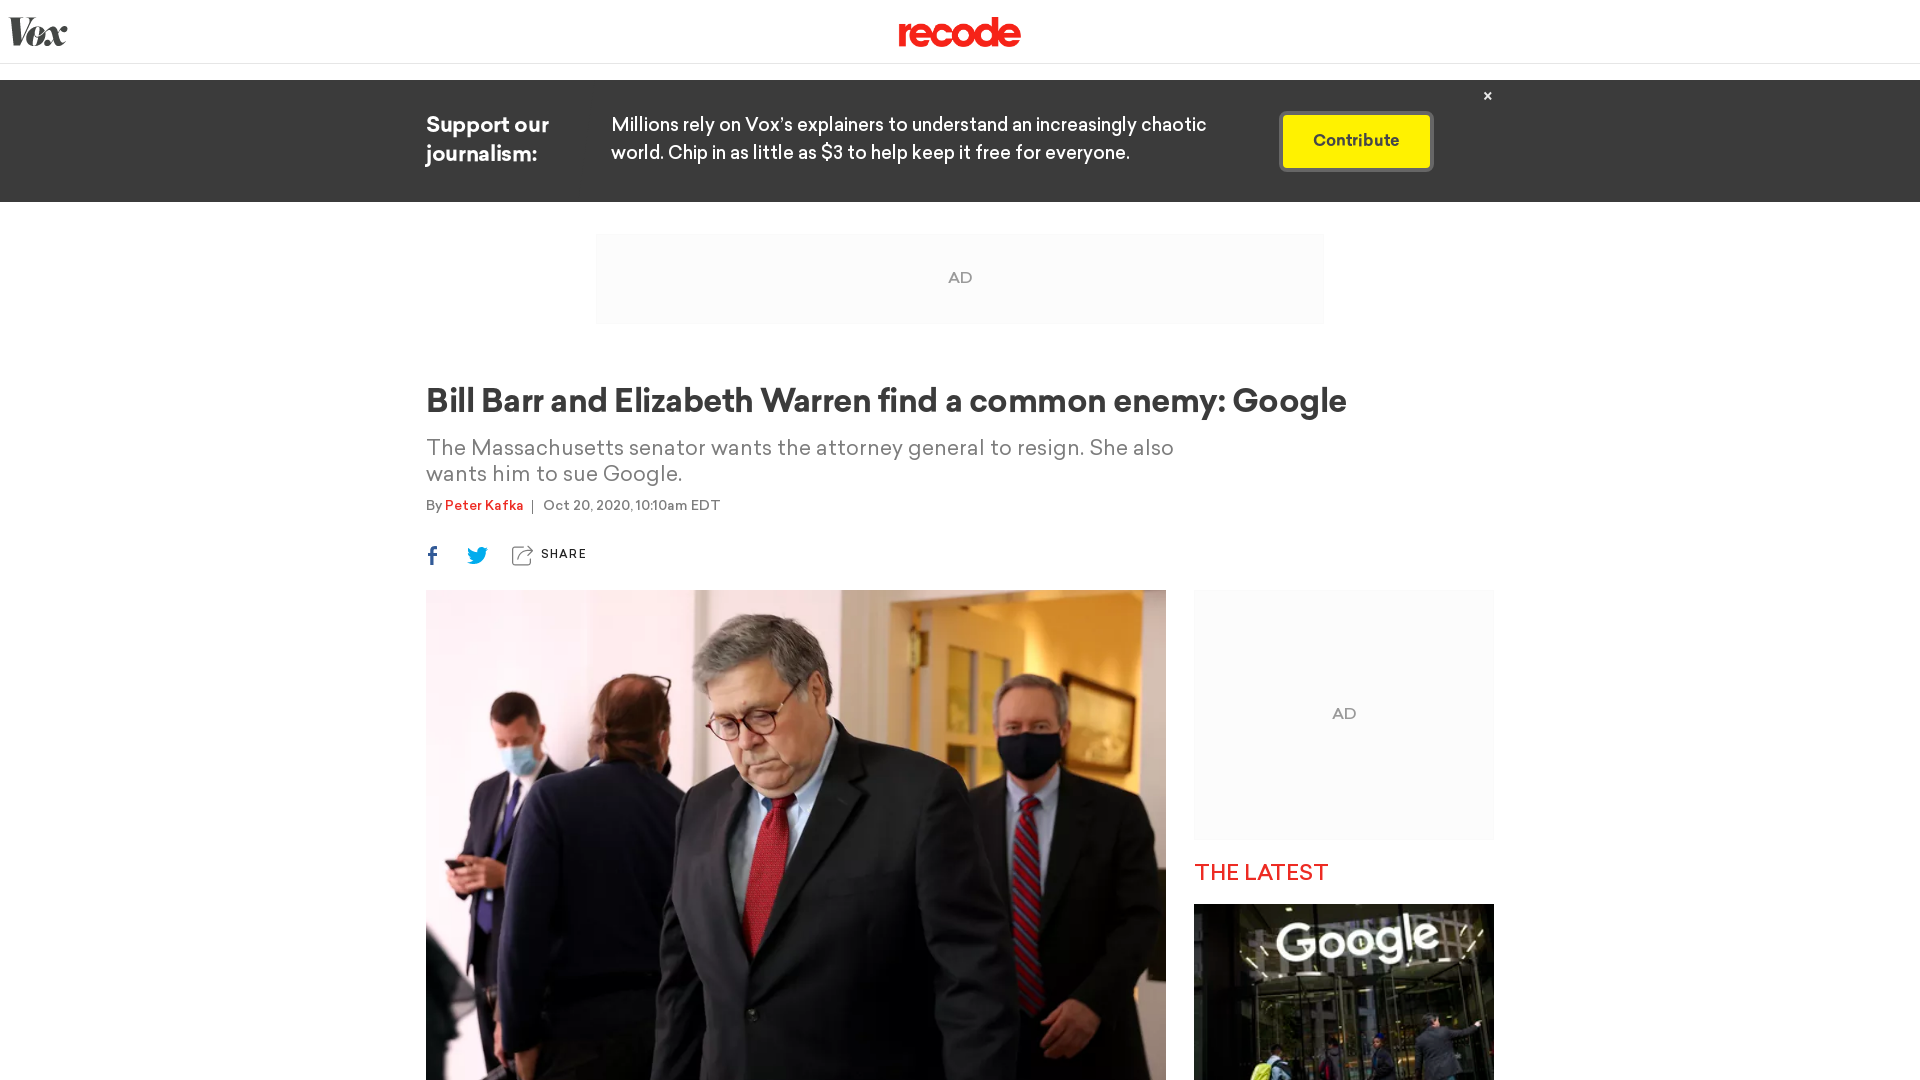 Vox
recode
×
Support our
journalism:
Millions rely on Vox’s explainers to understand an increasingly chaotic
world. Chip in as little as $3 to help keep it free for everyone.
Contribute
AD
Bill Barr and Elizabeth Warren find a common enemy: Google
The Massachusetts senator wants the attorney general to resign. She also
wants him to sue Google.
By Peter Kafka | Oct 20, 2020, 10:10am EDT
SHARE
AD
THE LATEST
Google